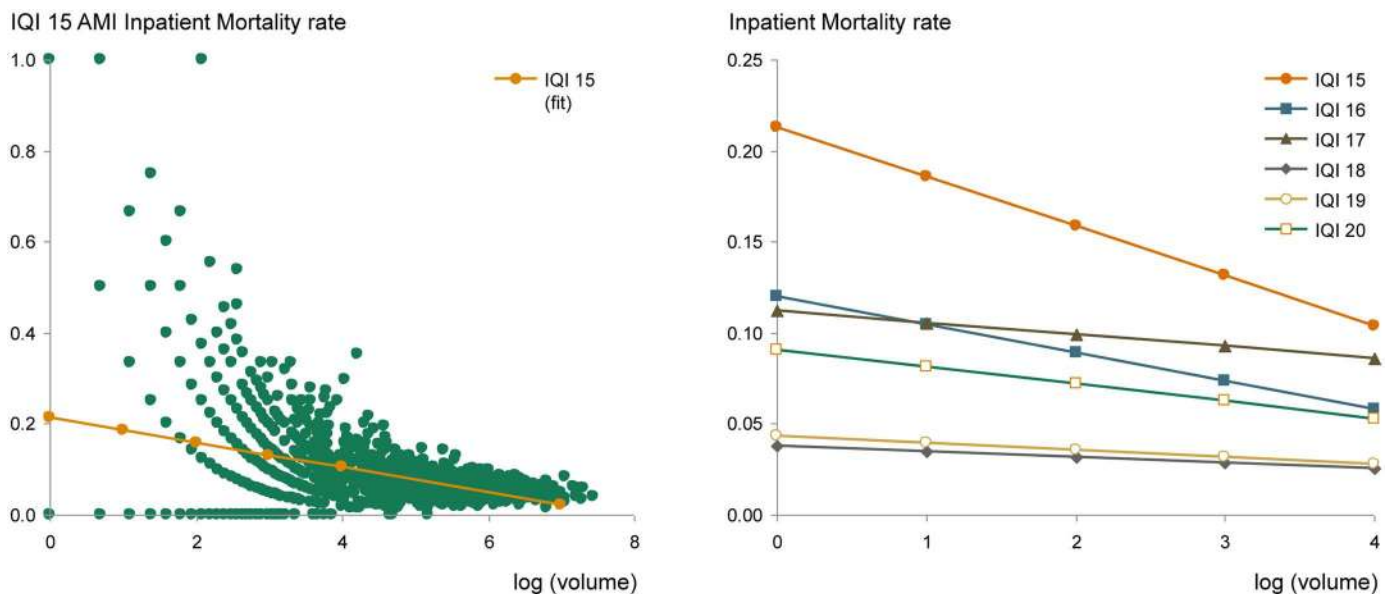 IQI 15 AMI Inpatient Mortality rate
1.0
0.8
0.6
0.4
0.2
0.0
0 2 4 6 8
log (volume)
IQI 15
(fit)
Inpatient Mortality rate
0.25
0.20
0.15
0.10
0.05
0.00
0 1 2 3 4
log (volume)
IQI 15
IQI 16
IQI 17
IQI 18
IQI 19
IQI 20